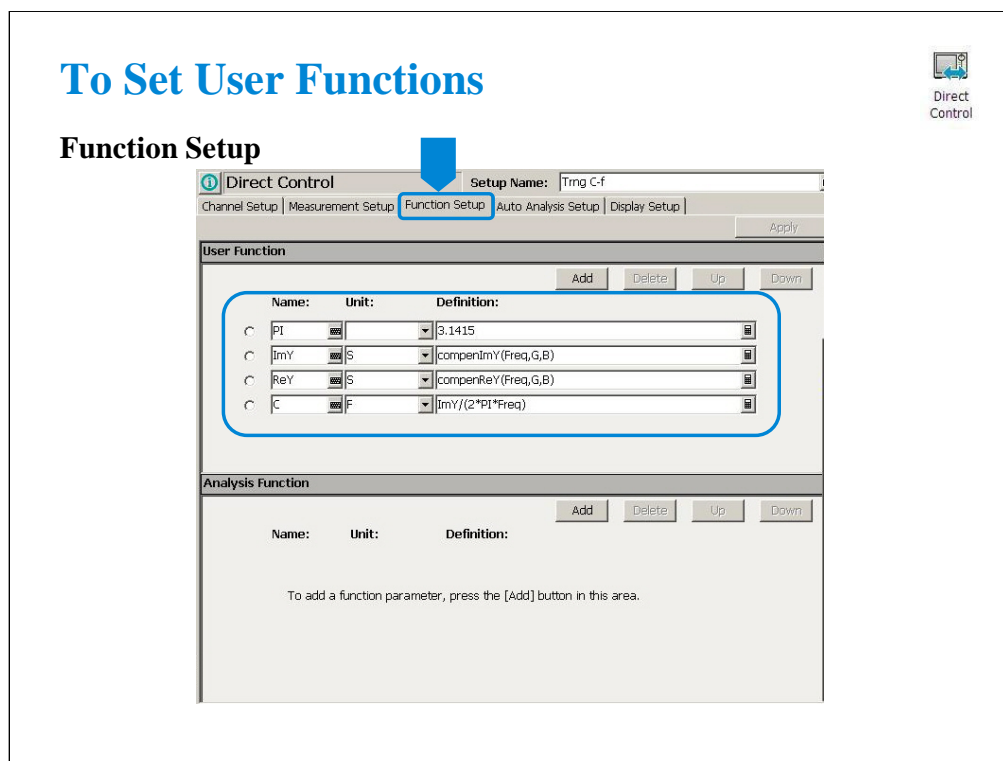 To Set User Functions
Direct
Control
Function Setup
Direct Control Setup Name: Trng C-f
Channel Setup Measurement Setup Function Setup Auto Analysis Setup Display Setup
Apply
User Function
Add Delete Up Down
Name: Unit: Definition:
PI 3.1415
ImY S compenImY(Freq,G,B)
ReY S compenReY(Freq,G,B)
C F ImY/(2*PI*Freq)
Analysis Function
Add Delete Up Down
Name: Unit: Definition:
To add a function parameter, press the [Add] button in this area.